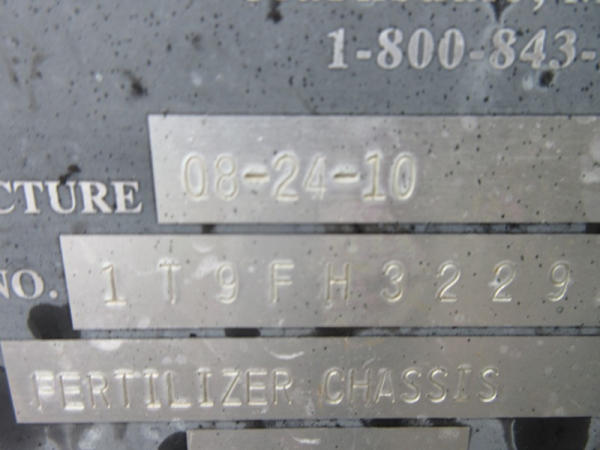 1-800-843-
CTURE 08-24-10
NO. 1T9FH3229
FERTILIZER CHASSIS